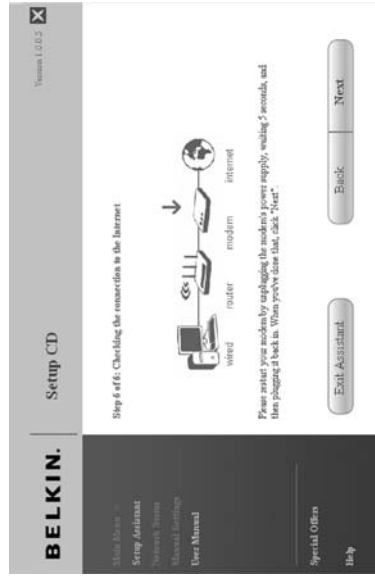 BELKIN.
Setup CD
Version 1.0.0.5
Main Menu >
Setup Assistant
Network Status
Manual Settings
User Manual
Special Offers
Help
Step 6 of 6: Checking the connection to the Internet
wired router modem internet
Please restart your modem by unplugging the modem's power supply, waiting 5 seconds, and
then plugging it back in. When you've done that, click "Next".
Exit Assistant
Back
Next